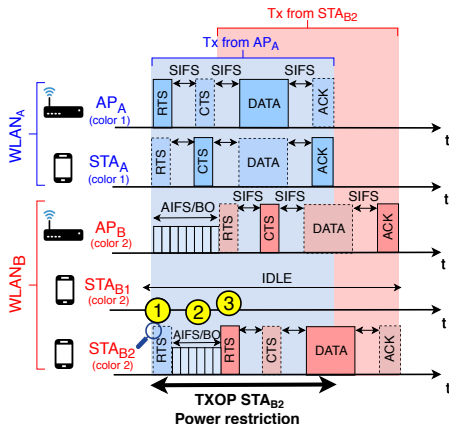 Tx from STAB2
Tx from APA
SIFS SIFS SIFS
WLANA
APA
(color 1)
RTS
CTS
DATA
ACK
t
STAA
(color 1)
RTS
CTS
DATA
ACK
t
SIFS SIFS SIFS
WLANB
AIFS/BO
APB
(color 2)
RTS
CTS
DATA
ACK
t
IDLE
STAB1
(color 2)
t
1
2
3
AIFS/BO
STAB2
(color 2)
RTS
RTS
CTS
DATA
ACK
t
TXOP STAB2
Power restriction